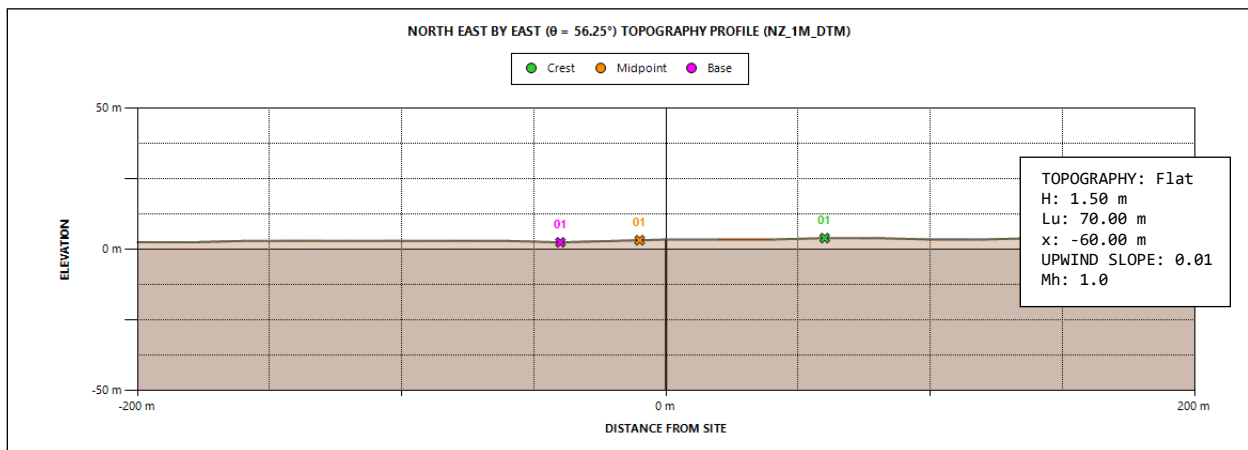 NORTH EAST BY EAST (θ = 56.25°) TOPOGRAPHY PROFILE (NZ_1M_DTM)
Crest Midpoint Base
50 m
ELEVATION
0 m
-50 m
01
01
01
TOPOGRAPHY: Flat
H: 1.50 m
Lu: 70.00 m
x: -60.00 m
UPWIND SLOPE: 0.01
Mh: 1.0
-200 m
0 m
200 m
DISTANCE FROM SITE